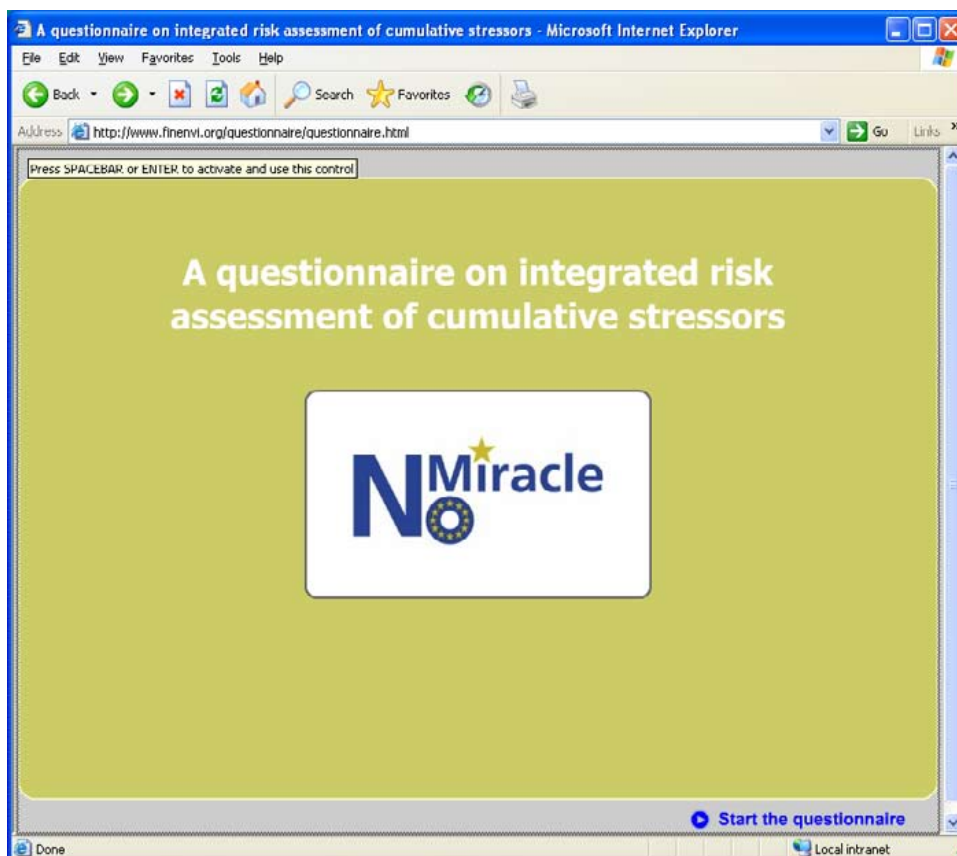 A questionnaire on integrated risk assessment of cumulative stressors - Microsoft Internet Explorer
File Edit View Favorites Tools Help
Back Search Favorites
Address http://www.finenvi.org/questionnaire/questionnaire.html Go Links »
Press SPACEBAR or ENTER to activate and use this control
A questionnaire on integrated risk
assessment of cumulative stressors
No Miracle
Start the questionnaire
Done Local intranet